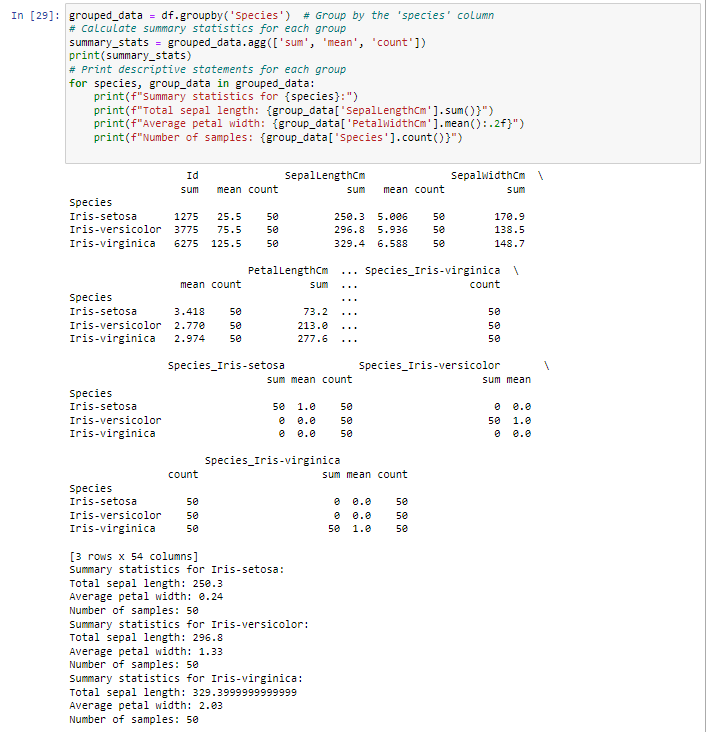 In [29]: grouped_data = df.groupby('Species')  # Group by the 'species' column
# Calculate summary statistics for each group
summary_stats = grouped_data.agg(['sum', 'mean', 'count'])
print(summary_stats)
# Print descriptive statements for each group
for species, group_data in grouped_data:
    print(f"Summary statistics for {species}:")
    print(f"Total sepal length: {group_data['SepalLengthCm'].sum()}")
    print(f"Average petal width: {group_data['PetalWidthCm'].mean():.2f}")
    print(f"Number of samples: {group_data['Species'].count()}")
Id SepalLengthCm SepalWidthCm \
sum mean count sum mean count sum
Species
Iris-setosa 1275 25.5 50 250.3 5.006 50 170.9
Iris-versicolor 3775 75.5 50 296.8 5.936 50 138.5
Iris-virginica 6275 125.5 50 329.4 6.588 50 148.7
PetalLengthCm ... Species_Iris-virginica \
mean count sum ... count
Species ...
Iris-setosa 3.418 50 73.2 ... 50
Iris-versicolor 2.770 50 213.0 ... 50
Iris-virginica 2.974 50 277.6 ... 50
Species_Iris-setosa Species_Iris-versicolor \
sum mean count sum mean
Species
Iris-setosa 50 1.0 50 0 0.0
Iris-versicolor 0 0.0 50 50 1.0
Iris-virginica 0 0.0 50 0 0.0
Species_Iris-virginica
count sum mean count
Species
Iris-setosa 50 0 0.0 50
Iris-versicolor 50 0 0.0 50
Iris-virginica 50 50 1.0 50
[3 rows x 54 columns]
Summary statistics for Iris-setosa:
Total sepal length: 250.3
Average petal width: 0.24
Number of samples: 50
Summary statistics for Iris-versicolor:
Total sepal length: 296.8
Average petal width: 1.33
Number of samples: 50
Summary statistics for Iris-virginica:
Total sepal length: 329.3999999999999
Average petal width: 2.03
Number of samples: 50